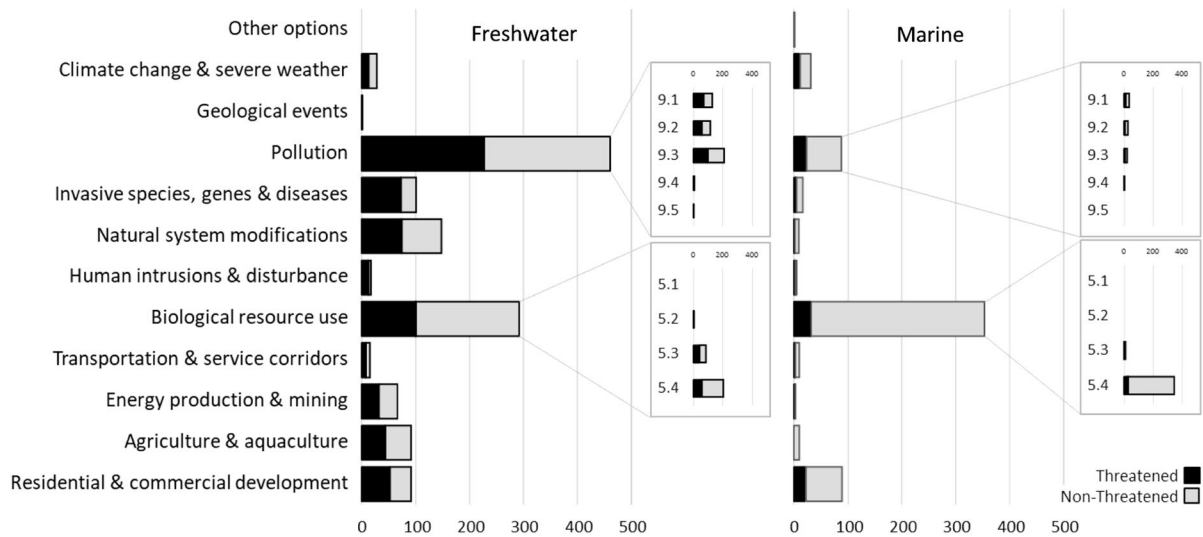 Freshwater
Marine
Other options
Climate change & severe weather
Geological events
Pollution
Invasive species, genes & diseases
Natural system modifications
Human intrusions & disturbance
Biological resource use
Transportation & service corridors
Energy production & mining
Agriculture & aquaculture
Residential & commercial development
0 100 200 300 400 500
0 200 400
9.1
9.2
9.3
9.4
9.5
0 200 400
5.1
5.2
5.3
5.4
0 100 200 300 400 500
0 200 400
9.1
9.2
9.3
9.4
9.5
0 200 400
5.1
5.2
5.3
5.4
Threatened
Non-Threatened